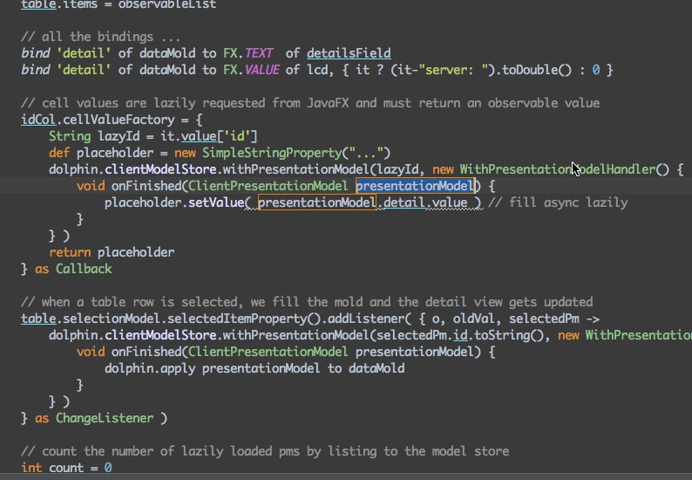 table.items = observableList
// all the bindings ...
bind 'detail' of dataMold to FX.TEXT of detailsField
bind 'detail' of dataMold to FX.VALUE of lcd, { it ? (it-"server: ").toDouble() : 0 }
// cell values are lazily requested from JavaFX and must return an observable value
idCol.cellValueFactory = {
String lazyId = it.value['id']
def placeholder = new SimpleStringProperty("...")
dolphin.clientModelStore.withPresentationModel(lazyId, new WithPresentationModelHandler() {
void onFinished(ClientPresentationModel presentationModel) {
placeholder.setValue( presentationModel.detail.value ) // fill async lazily
}
} )
return placeholder
} as Callback
// when a table row is selected, we fill the mold and the detail view gets updated
table.selectionModel.selectedItemProperty().addListener( { o, oldVal, selectedPm ->
dolphin.clientModelStore.withPresentationModel(selectedPm.id.toString(), new WithPresentatio
void onFinished(ClientPresentationModel presentationModel) {
dolphin.apply presentationModel to dataMold
}
} )
} as ChangeListener )
// count the number of lazily loaded pms by listing to the model store
int count = 0